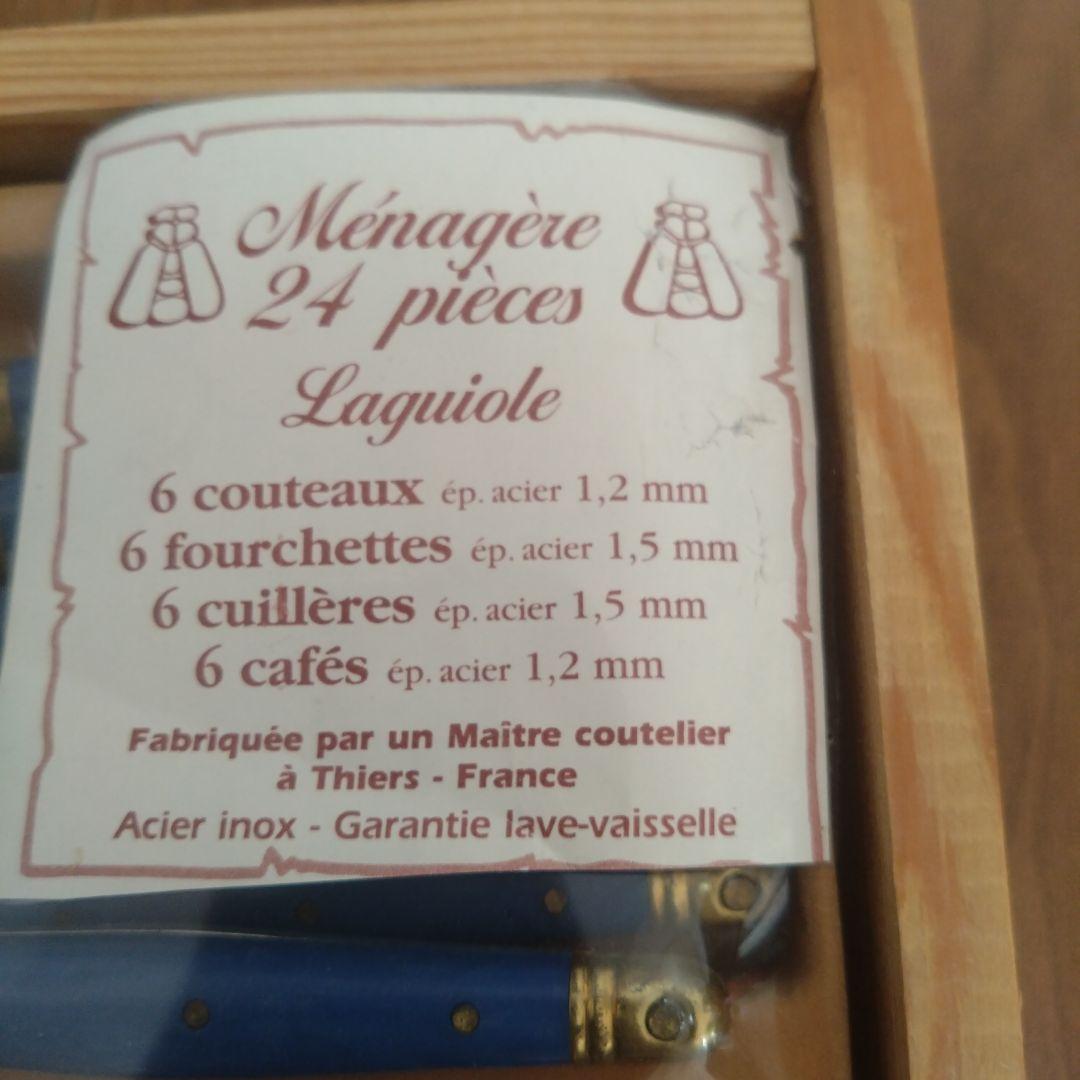 Ménagère
24 pièces
Laguiole
6 couteaux ép. acier 1,2 mm
6 fourchettes ép. acier 1,5 mm
6 cuillères ép. acier 1,5 mm
6 cafés ép. acier 1,2 mm
Fabriquée par un Maître coutelier
à Thiers - France
Acier inox - Garantie lave-vaisselle